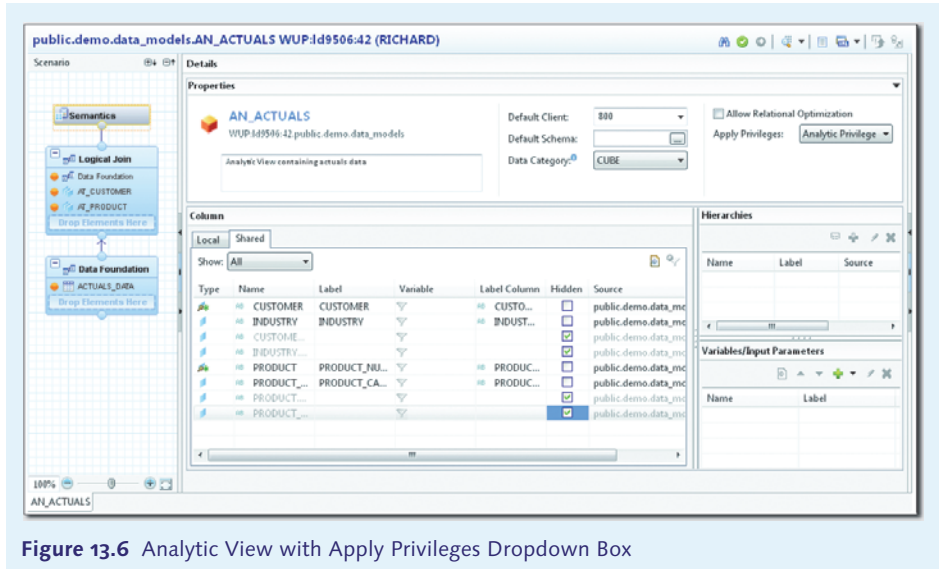 public.demo.data_models.AN_ACTUALS WUP:ld9506:42 (RICHARD)
Scenario
Details
Properties
Semantics
Logical Join
Data Foundation
AT_CUSTOMER
AT_PRODUCT
Drop Elements Here
Data Foundation
ACTUALS_DATA
Drop Elements Here
AN_ACTUALS
WUP:ld9506:42.public.demo.data_models
Analytic View containing actuals data
Default Client: 800
Default Schema:
Data Category: CUBE
Allow Relational Optimization
Apply Privileges: Analytic Privilege
Column
Local Shared
Show: All
Type Name Label Variable Label Column Hidden Source
CUSTOMER CUSTOMER CUSTO... public.demo.data_mo
INDUSTRY INDUSTRY INDUST... public.demo.data_mo
CUSTOME... public.demo.data_mo
INDUSTRY... public.demo.data_mo
PRODUCT PRODUCT_NU... PRODUC... public.demo.data_mo
PRODUCT_... PRODUCT_CA... PRODUC... public.demo.data_mo
PRODUCT... public.demo.data_mo
PRODUCT_... public.demo.data_mo
Hierarchies
Name Label Source
Variables/Input Parameters
Name Label
100%
AN_ACTUALS
Figure 13.6 Analytic View with Apply Privileges Dropdown Box